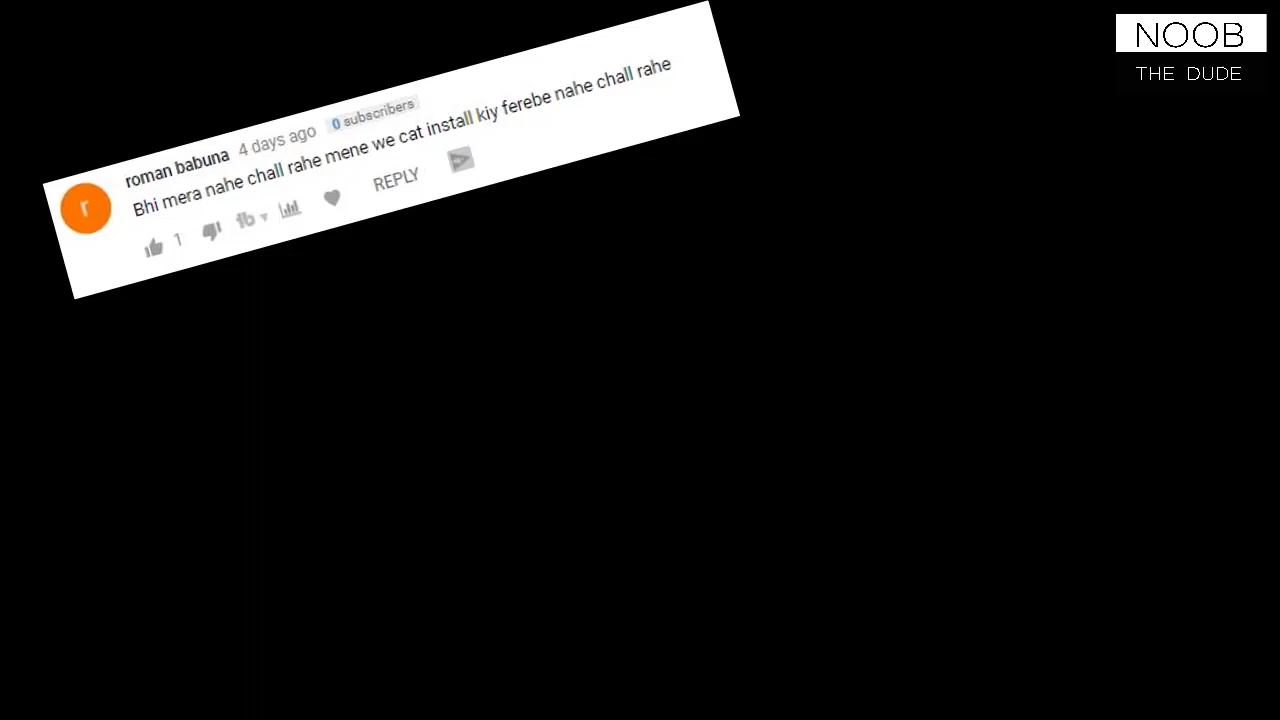 NOOB
THE DUDE
roman babuna 4 days ago 0 subscribers
Bhi mera nahe chall rahe mene we cat install kiy ferebe nahe chall rahe
1 REPLY
r